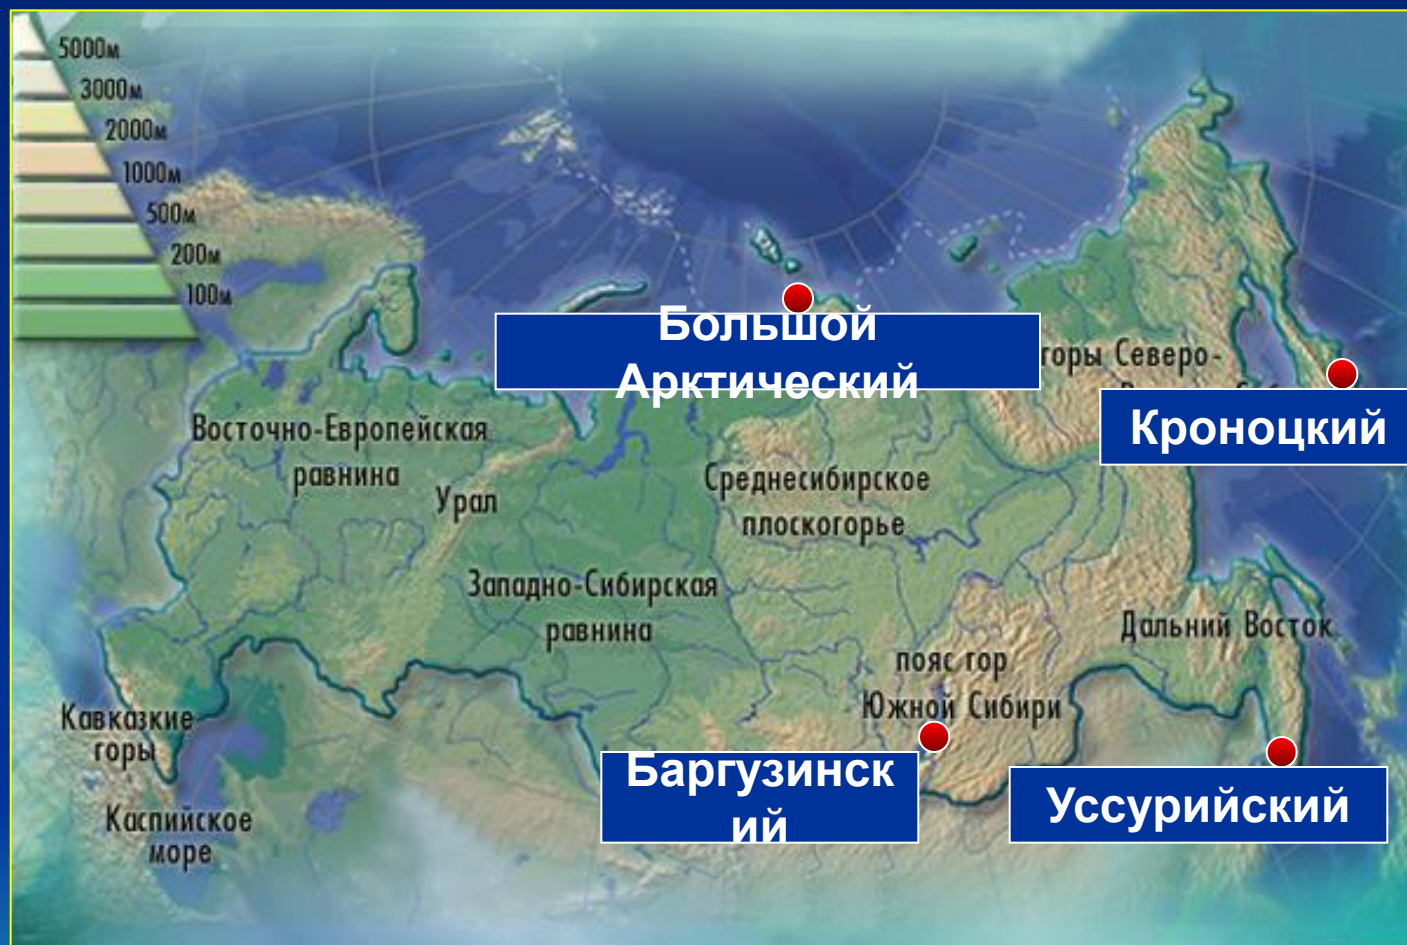 5000м
3000м
2000м
1000м
500м
200м
100м
Большой
Арктический
горы Северо-
Кроноцкий
Восточно-Европейская
равнина
Урал
Среднесибирское
плоскогорье
Западно-Сибирская
равнина
Дальний Восток
пояс гор
Южной Сибири
Кавказкие
горы
Баргузинск
ий
Уссурийский
Каспийское
море